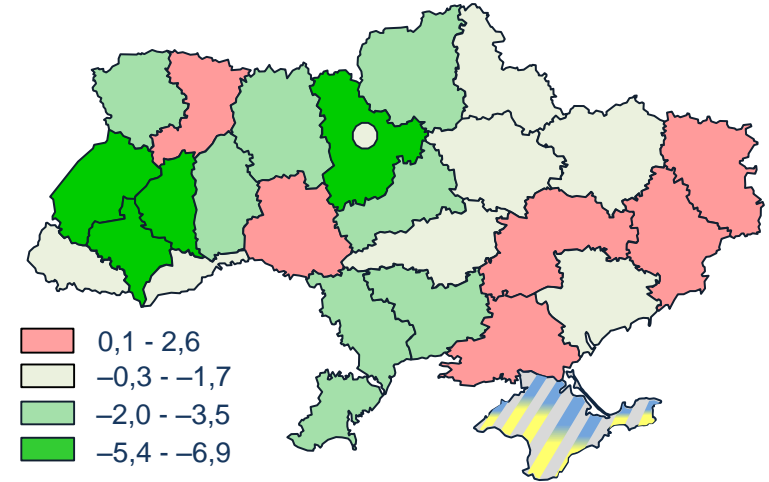 0,1 - 2,6
–0,3 - –1,7
–2,0 - –3,5
–5,4 - –6,9